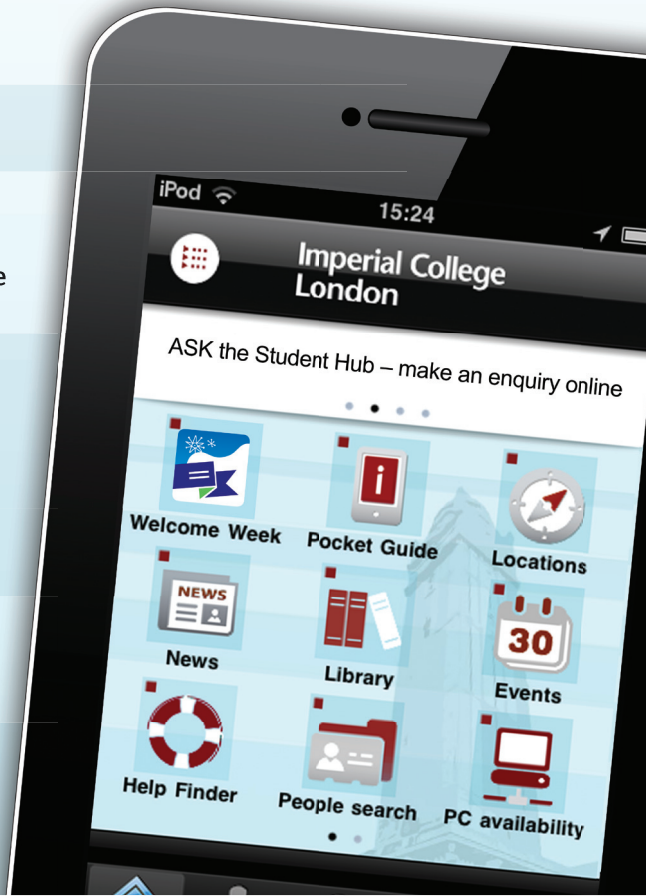 e
iPod 15:24
Imperial College
London
ASK the Student Hub – make an enquiry online
Welcome Week Pocket Guide Locations
NEWS 30
News Library Events
Help Finder People search PC availability